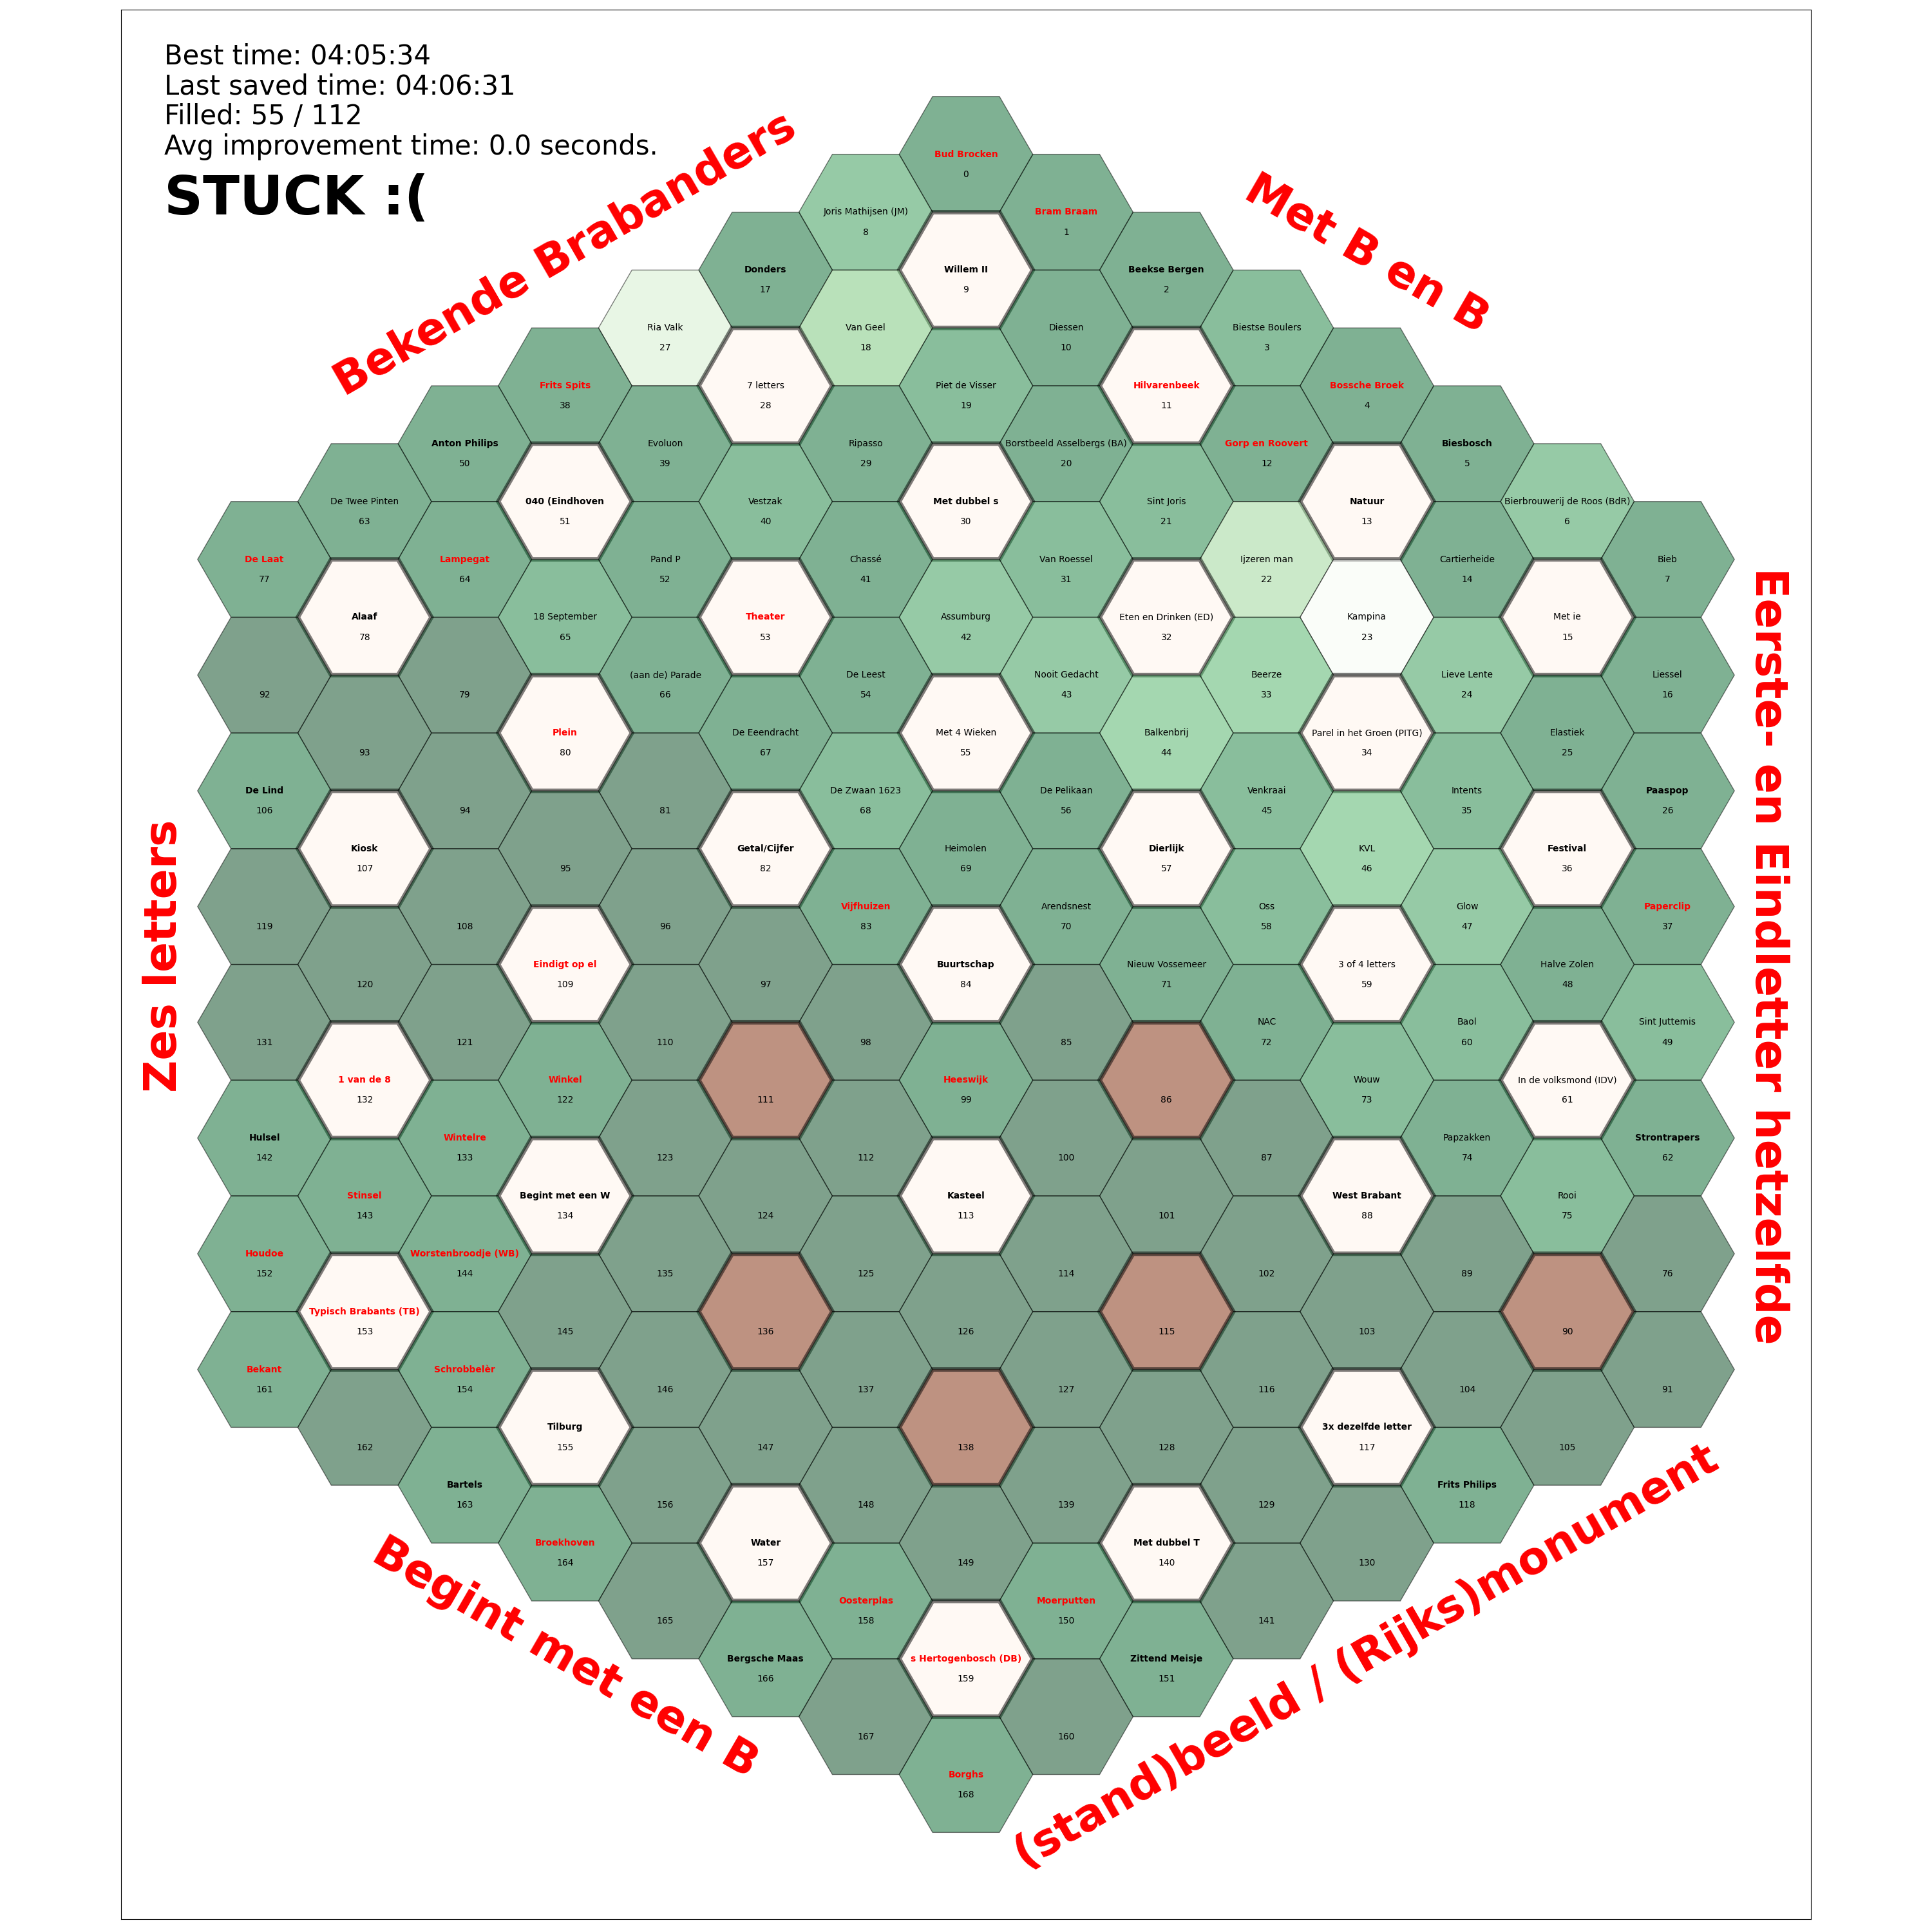 Best time: 04:05:34
Last saved time: 04:06:31
Filled: 55 / 112
Avg improvement time: 0.0 seconds.
STUCK :(
Bekende Brabanders
Met B en B
Eerste- en Eindletter hetzelfde
(stand)beeld / (Rijks)monument
Begint met een B
Zes letters
Bud Brocken
0
Bram Braam
1
Beekse Bergen
2
Biestse Boulers
3
Bossche Broek
4
Biesbosch
5
Bierbrouwerij de Roos (BdR)
6
Bieb
7
Joris Mathijsen (JM)
8
Willem II
9
Diessen
10
Hilvarenbeek
11
Gorp en Roovert
12
Natuur
13
Cartierheide
14
Met ie
15
Liessel
16
Donders
17
Van Geel
18
Piet de Visser
19
Borstbeeld Asselbergs (BA)
20
Sint Joris
21
Ijzeren man
22
Kampina
23
Lieve Lente
24
Elastiek
25
Paaspop
26
Ria Valk
27
7 letters
28
Ripasso
29
Met dubbel s
30
Van Roessel
31
Eten en Drinken (ED)
32
Beerze
33
Parel in het Groen (PITG)
34
Intents
35
Festival
36
Paperclip
37
Frits Spits
38
Evoluon
39
Vestzak
40
Chassé
41
Assumburg
42
Nooit Gedacht
43
Balkenbrij
44
Venkraai
45
KVL
46
Glow
47
Halve Zolen
48
Sint Juttemis
49
Anton Philips
50
040 (Eindhoven
51
Pand P
52
Theater
53
De Leest
54
Met 4 Wieken
55
De Pelikaan
56
Dierlijk
57
Oss
58
3 of 4 letters
59
Baol
60
In de volksmond (IDV)
61
Strontrapers
62
De Twee Pinten
63
Lampegat
64
18 September
65
(aan de) Parade
66
De Eeendracht
67
De Zwaan 1623
68
Heimolen
69
Arendsnest
70
Nieuw Vossemeer
71
NAC
72
Wouw
73
Papzakken
74
Rooi
75
76
De Laat
77
Alaaf
78
79
Plein
80
81
Getal/Cijfer
82
Vijfhuizen
83
Buurtschap
84
85
86
87
West Brabant
88
89
90
91
92
93
94
95
96
97
98
Heeswijk
99
100
101
102
103
104
105
De Lind
106
Kiosk
107
108
Eindigt op el
109
110
111
112
Kasteel
113
114
115
116
3x dezelfde letter
117
Frits Philips
118
119
120
121
Winkel
122
123
124
125
126
127
128
129
130
131
1 van de 8
132
Wintelre
133
Begint met een W
134
135
136
137
138
139
Met dubbel T
140
141
Hulsel
142
Stinsel
143
Worstenbroodje (WB)
144
145
146
147
148
149
Moerputten
150
Zittend Meisje
151
Houdoe
152
Typisch Brabants (TB)
153
Schrobbelèr
154
Tilburg
155
156
Water
157
Oosterplas
158
s Hertogenbosch (DB)
159
160
Bekant
161
162
Bartels
163
Broekhoven
164
165
Bergsche Maas
166
167
Borghs
168